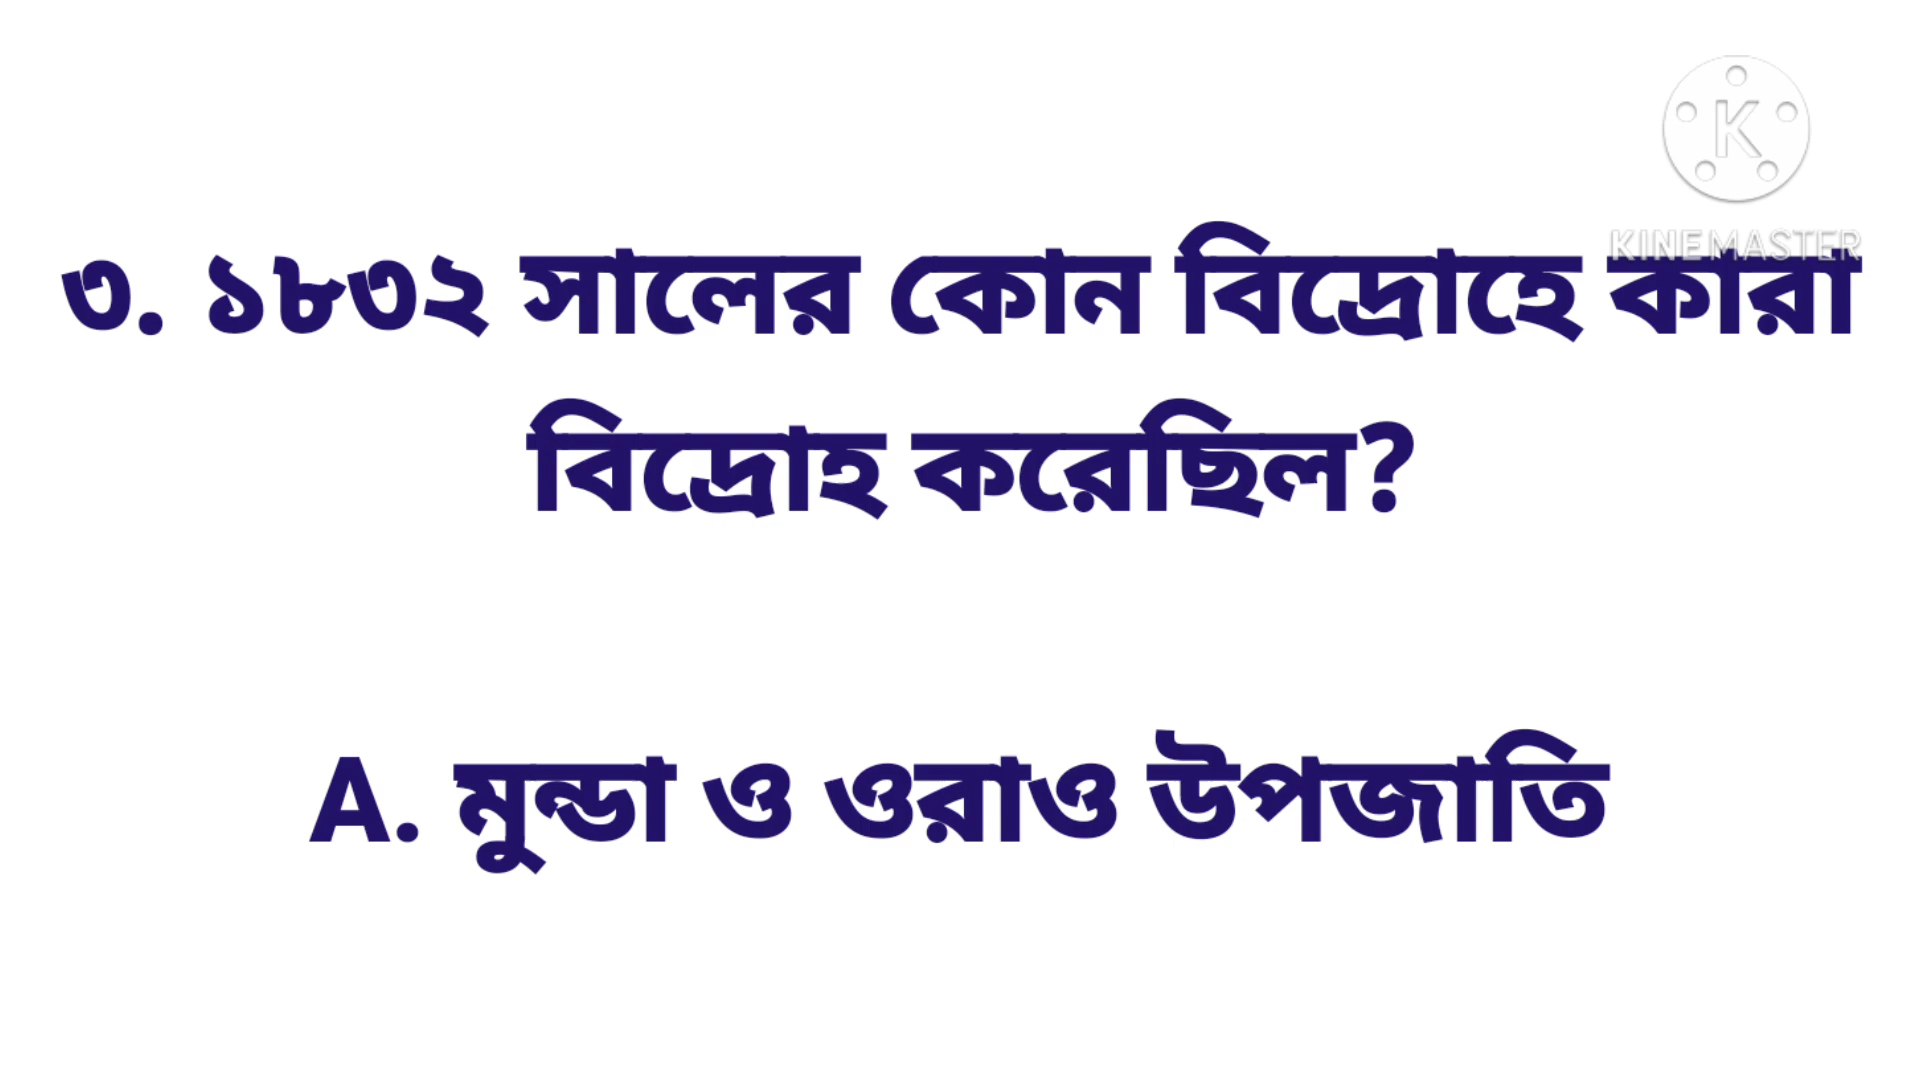 K
KINEMASTER
৩. ১৮৩২ সালের কোন বিদ্রোহে কারা
বিদ্রোহ করেছিল?
A. মুন্ডা ও ওরাও উপজাতি